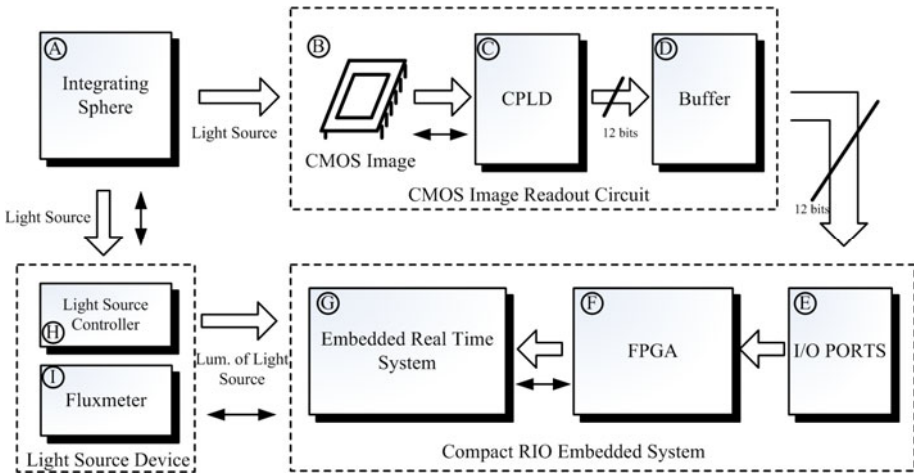 A
Integrating
Sphere
Light Source
B
CMOS Image
C
CPLD
12 bits
D
Buffer
CMOS Image Readout Circuit
12 bits
Light Source
H
Light Source
Controller
I
Fluxmeter
Light Source Device
Lum. of Light
Source
G
Embedded Real Time
System
F
FPGA
E
I/O PORTS
Compact RIO Embedded System